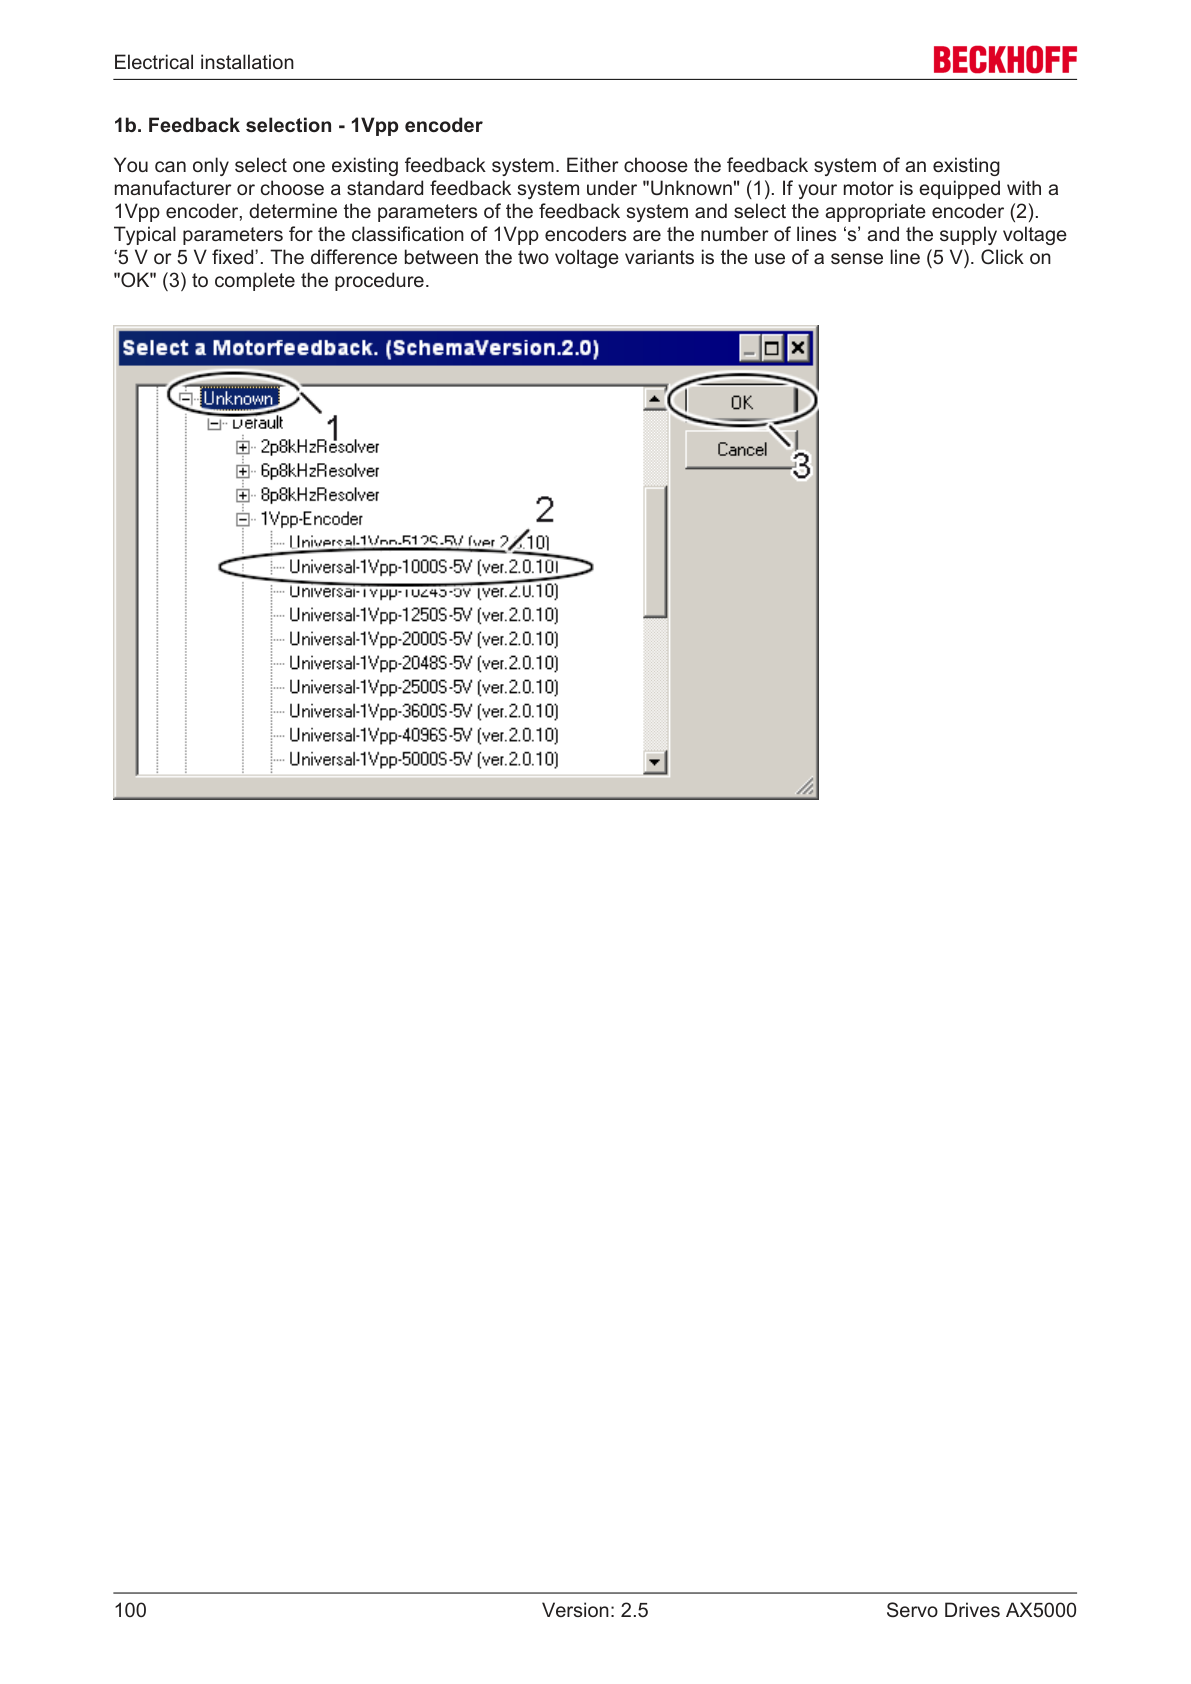 Electrical installation
BECKHOFF
1b. Feedback selection - 1Vpp encoder
You can only select one existing feedback system. Either choose the feedback system of an existing
manufacturer or choose a standard feedback system under "Unknown" (1). If your motor is equipped with a
1Vpp encoder, determine the parameters of the feedback system and select the appropriate encoder (2).
Typical parameters for the classification of 1Vpp encoders are the number of lines ‘s’ and the supply voltage
‘5 V or 5 V fixed’. The difference between the two voltage variants is the use of a sense line (5 V). Click on
"OK" (3) to complete the procedure.
Select a Motorfeedback. (SchemaVersion.2.0)
Unknown
1
OK
Default
2p8kHzResolver
Cancel
3
6p8kHzResolver
8p8kHzResolver
1Vpp-Encoder
2
Universal-1Vpp-512S-5V (ver.2.0.10)
Universal-1Vpp-1000S-5V (ver.2.0.10)
Universal-1Vpp-1024S-5V (ver.2.0.10)
Universal-1Vpp-1250S-5V (ver.2.0.10)
Universal-1Vpp-2000S-5V (ver.2.0.10)
Universal-1Vpp-2048S-5V (ver.2.0.10)
Universal-1Vpp-2500S-5V (ver.2.0.10)
Universal-1Vpp-3600S-5V (ver.2.0.10)
Universal-1Vpp-4096S-5V (ver.2.0.10)
Universal-1Vpp-5000S-5V (ver.2.0.10)
100
Version: 2.5
Servo Drives AX5000